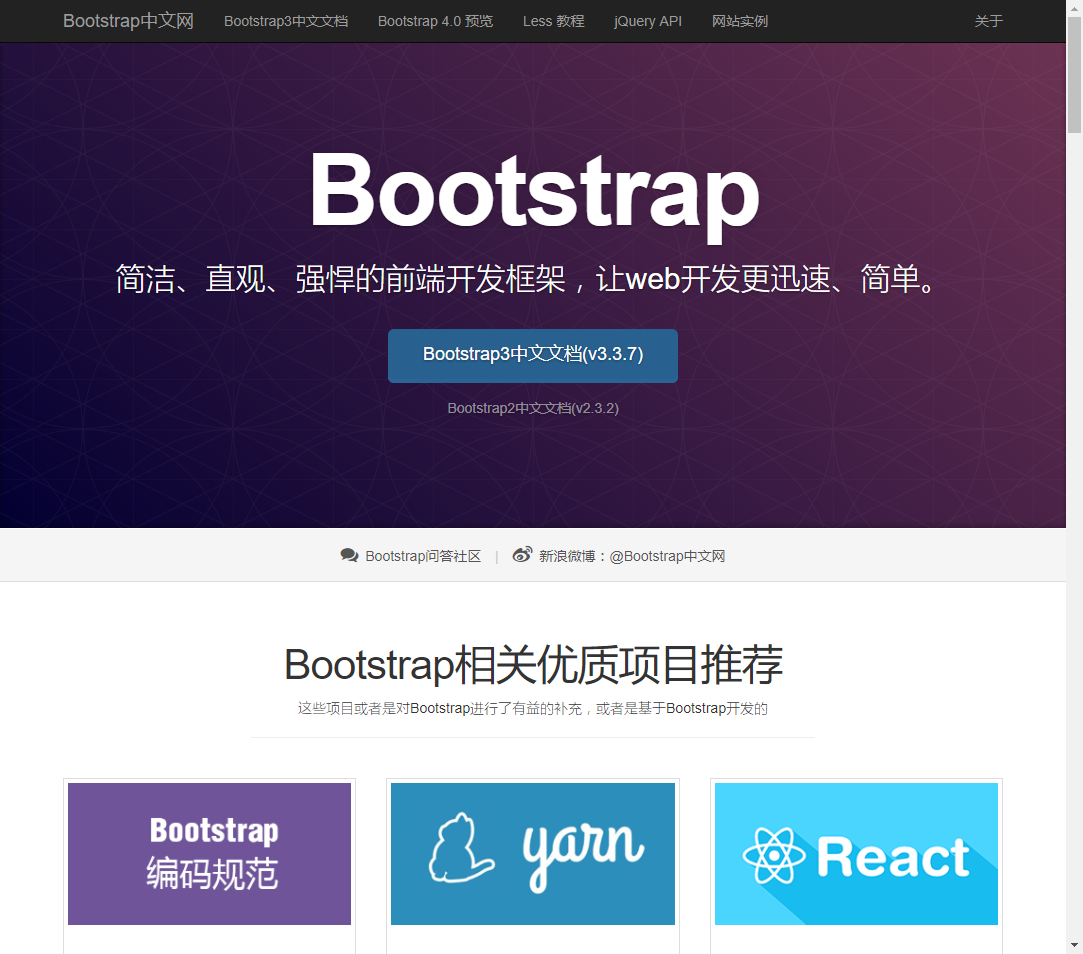 Bootstrap中文网 Bootstrap3中文文档 Bootstrap 4.0 预览 Less 教程 jQuery API 网站实例 关于
Bootstrap
简洁、直观、强悍的前端开发框架，让web开发更迅速、简单。
Bootstrap3中文文档(v3.3.7)
Bootstrap2中文文档(v2.3.2)
Bootstrap问答社区 | 新浪微博：@Bootstrap中文网
Bootstrap相关优质项目推荐
这些项目或者是对Bootstrap进行了有益的补充，或者是基于Bootstrap开发的
Bootstrap
编码规范
yarn
React